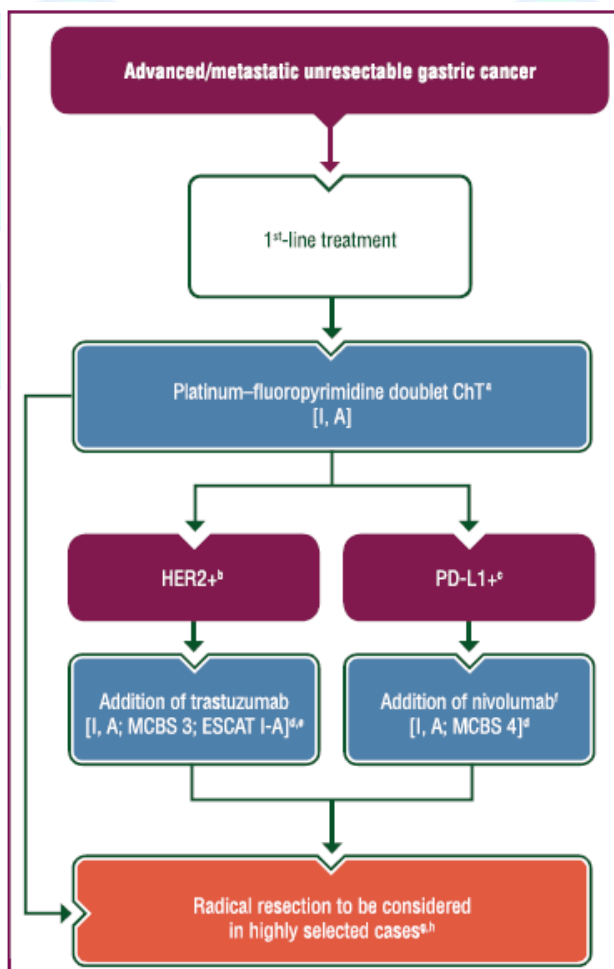 Advanced/metastatic unresectable gastric cancer
1st-line treatment
Platinum–fluoropyrimidine doublet ChTᵃ
[I, A]
HER2+ᵇ
PD-L1+ᶜ
Addition of trastuzumab
[I, A; MCBS 3; ESCAT I-A]ᵈ,ᵉ
Addition of nivolumabᶠ
[I, A; MCBS 4]ᵈ
Radical resection to be considered
in highly selected casesᵍ,ʰ